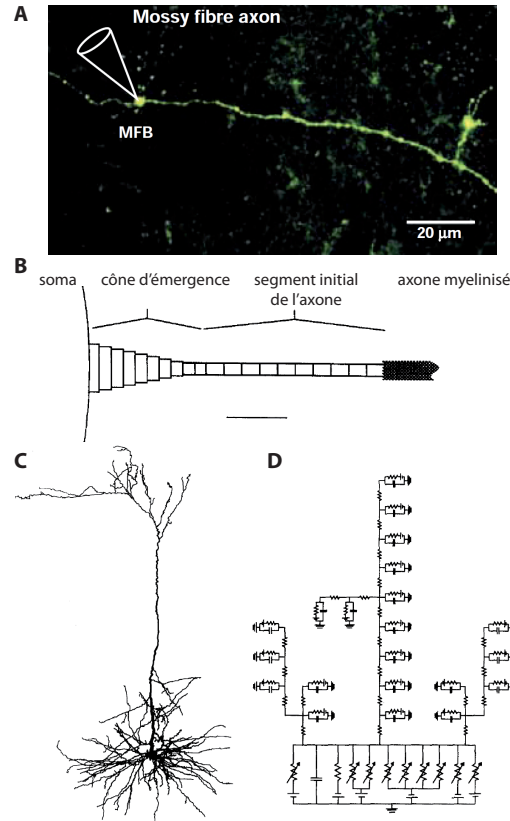 A
Mossy fibre axon
MFB
20 µm
B
soma
cône d'émergence
segment initial
de l'axone
axone myelinisé
C
D